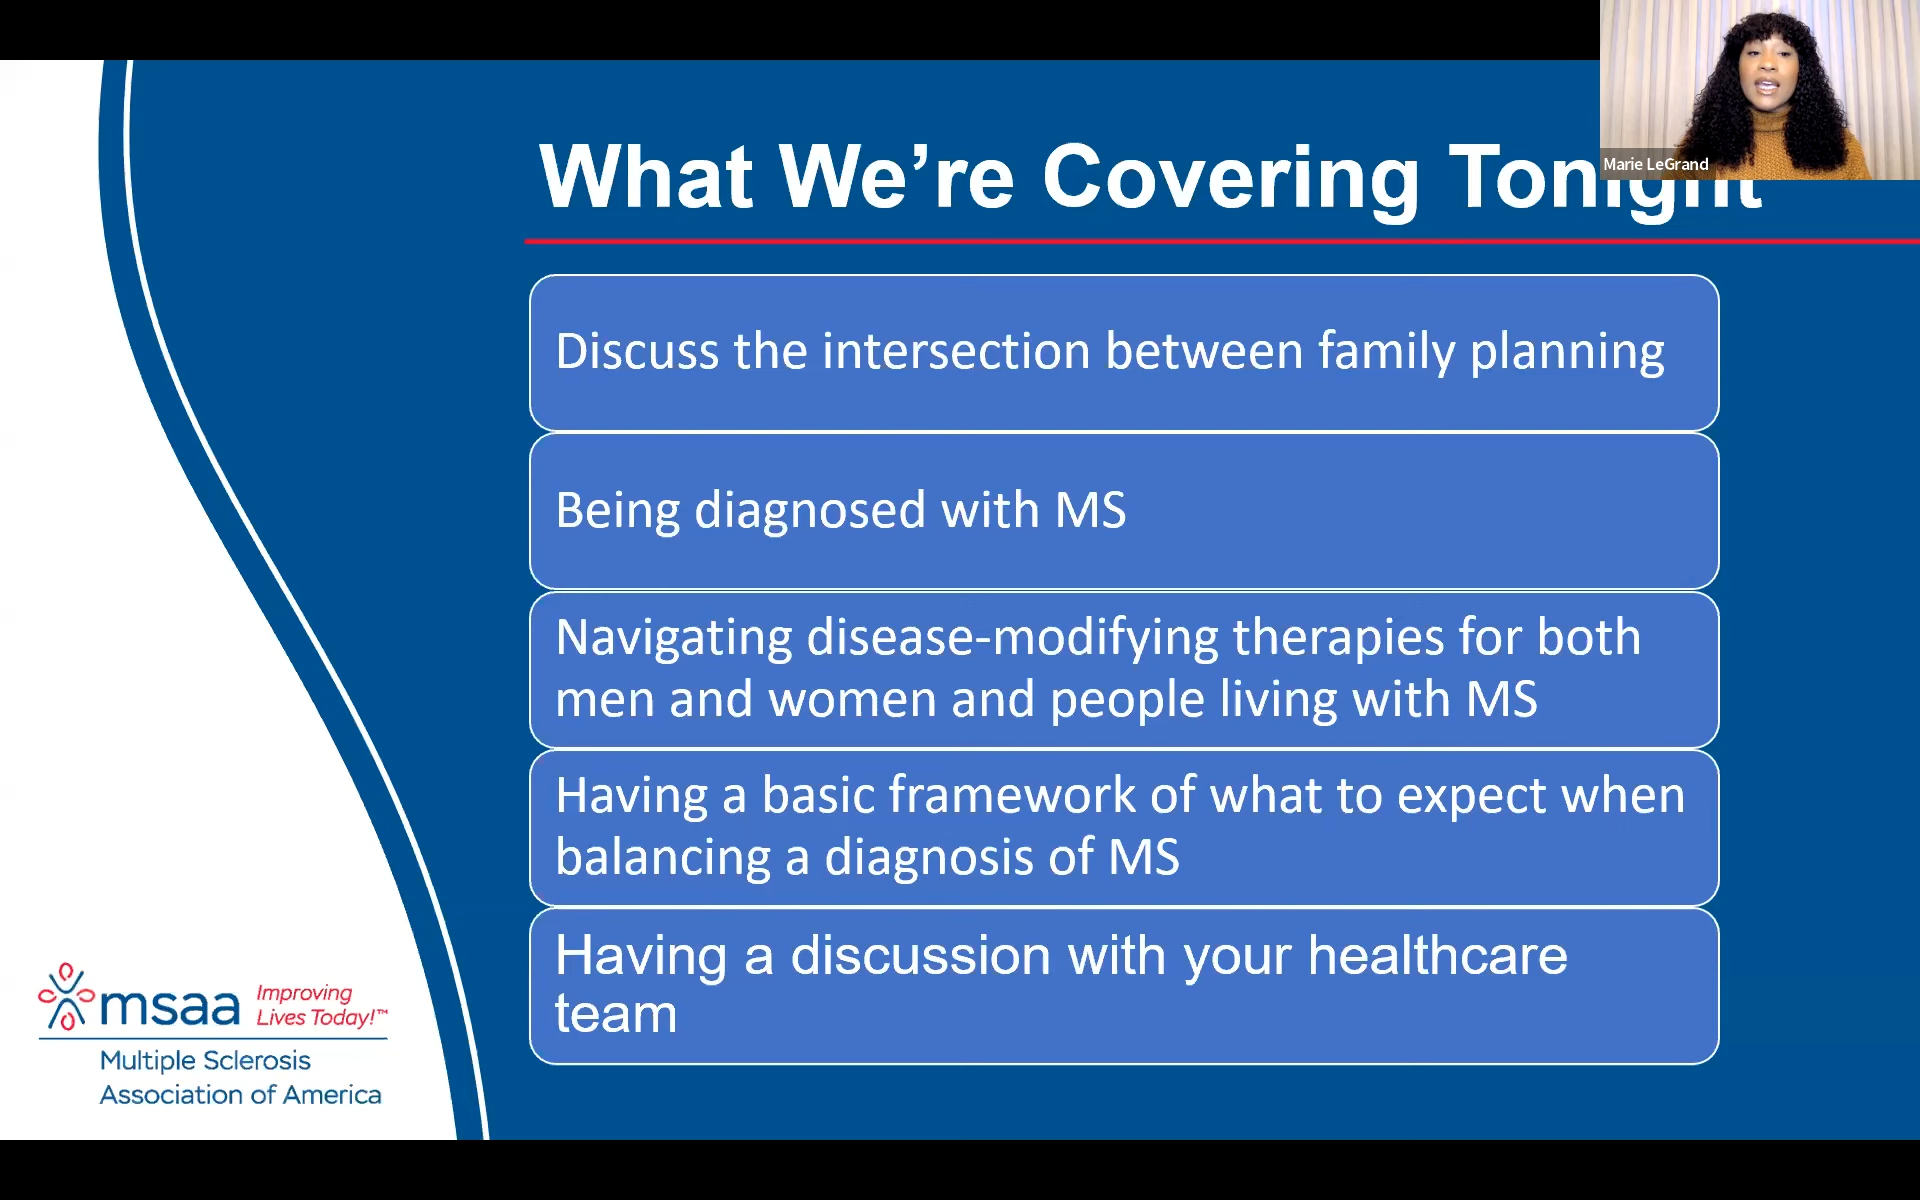 What We're Covering Tonight
Marie LeGrand
Discuss the intersection between family planning
Being diagnosed with MS
Navigating disease-modifying therapies for both
men and women and people living with MS
Having a basic framework of what to expect when
balancing a diagnosis of MS
Having a discussion with your healthcare
team
msaa
Improving
Lives Today!™
Multiple Sclerosis
Association of America